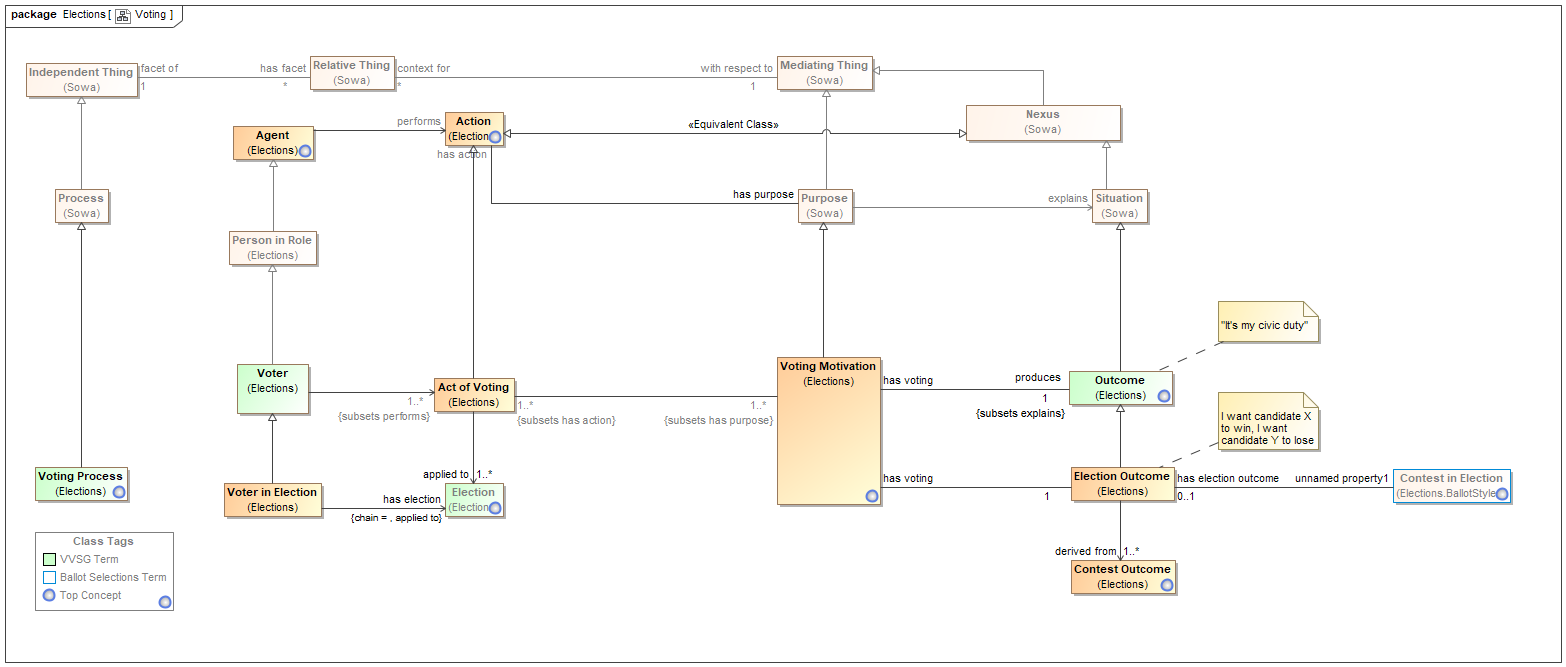 package Elections [ Voting ]
Independent Thing
(Sowa)
facet of
1
has facet
*
Relative Thing
(Sowa)
context for
*
with respect to
1
Mediating Thing
(Sowa)
Agent
(Elections)
performs
Action
(Election
has action
«Equivalent Class»
Nexus
(Sowa)
Process
(Sowa)
has purpose
Purpose
(Sowa)
explains
Situation
(Sowa)
Person in Role
(Elections)
"It's my civic duty"
Voter
(Elections)
1..*
{subsets performs}
Act of Voting
(Elections)
1..*
{subsets has action}
1..*
{subsets has purpose}
Voting Motivation
(Elections)
has voting
produces
1
{subsets explains}
Outcome
(Elections)
I want candidate X
to win, I want
candidate Y to lose
Voting Process
(Elections)
Voter in Election
(Elections)
has election
{chain = , applied to}
applied to
1..*
Election
(Election
has voting
1
Election Outcome
(Elections)
has election outcome
0..1
unnamed property1
Contest in Election
(Elections.BallotStyle
derived from
1..*
Contest Outcome
(Elections)
Class Tags
VVSG Term
Ballot Selections Term
Top Concept